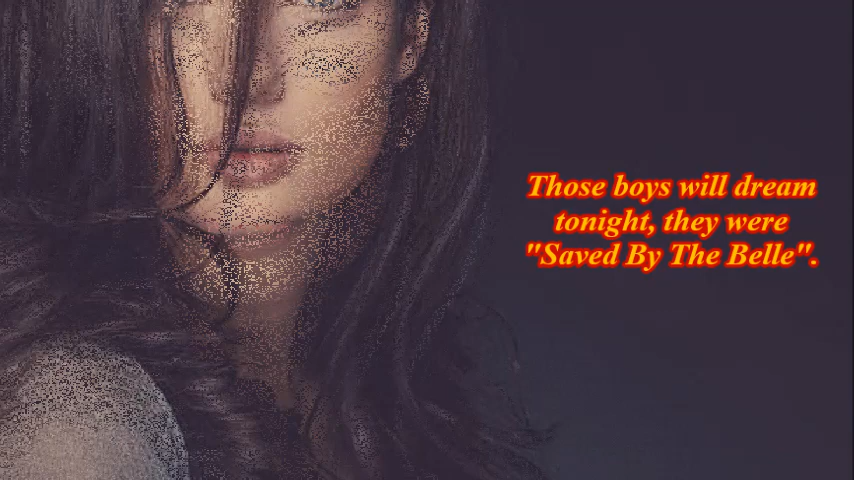 Those boys will dream
tonight, they were
"Saved By The Belle".